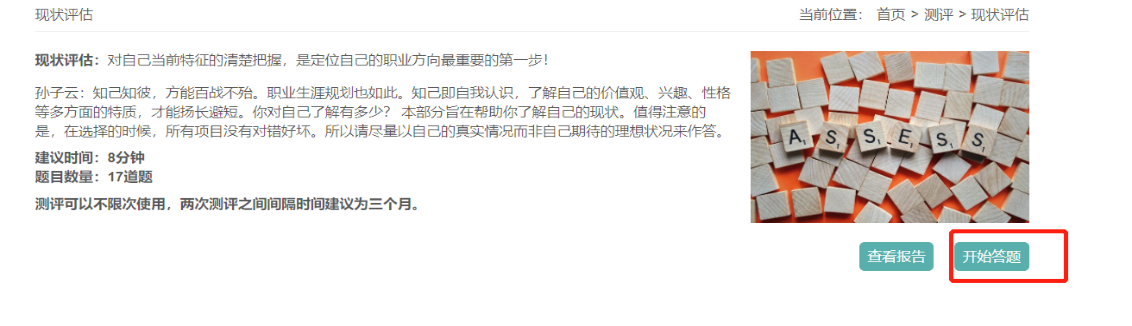 现状评估
当前位置： 首页 > 测评 > 现状评估
现状评估：对自己当前特征的清楚把握，是定位自己的职业方向最重要的第一步！
孙子云：知己知彼，方能百战不殆。职业生涯规划也如此。知己即自我认识，了解自己的价值观、兴趣、性格
等多方面的特质，才能扬长避短。你对自己了解有多少？ 本部分旨在帮助你了解自己的现状。值得注意的
是，在选择的时候，所有项目没有对错好坏。所以请尽量以自己的真实情况而非自己期待的理想状况来作答。
建议时间：8分钟
题目数量：17道题
测评可以不限次使用，两次测评之间间隔时间建议为三个月。
A₁ S₁ S₁ E₁ S₁ S₁
查看报告
开始答题